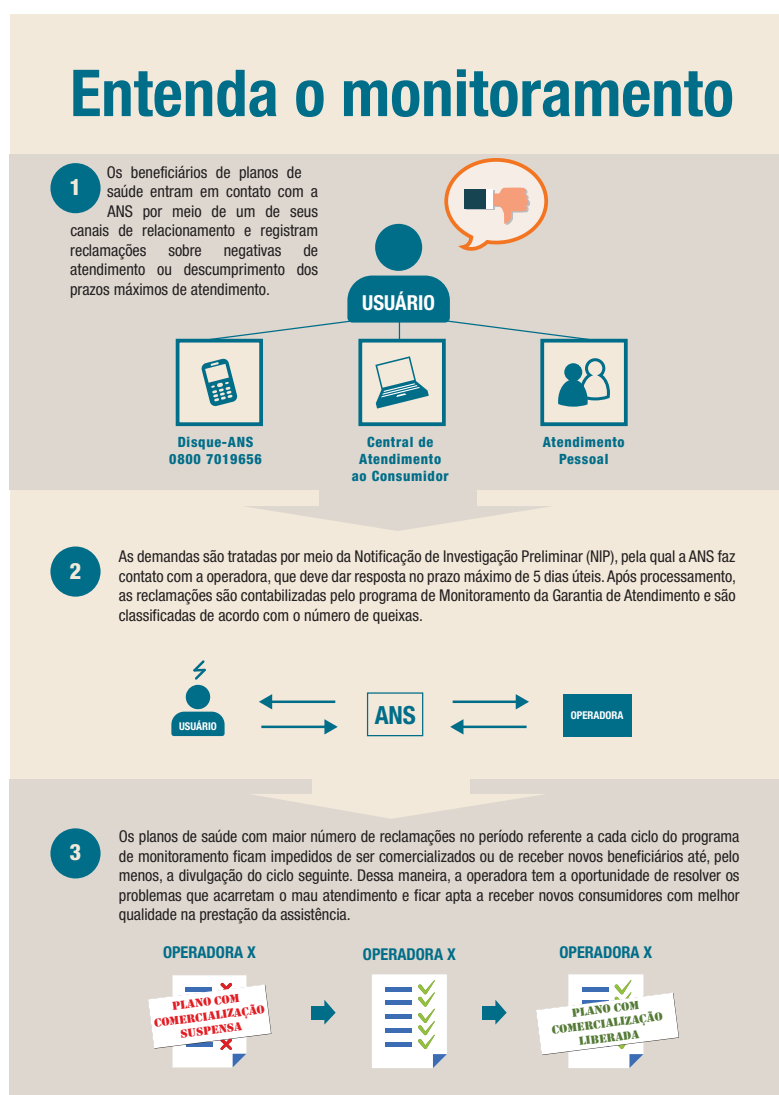 Entenda o monitoramento
1
Os beneficiários de planos de
saúde entram em contato com a
ANS por meio de um de seus
canais de relacionamento e registram
reclamações sobre negativas de
atendimento ou descumprimento dos
prazos máximos de atendimento.
USUÁRIO
Disque-ANS
0800 7019656
Central de
Atendimento
ao Consumidor
Atendimento
Pessoal
2
As demandas são tratadas por meio da Notificação de Investigação Preliminar (NIP), pela qual a ANS faz
contato com a operadora, que deve dar resposta no prazo máximo de 5 dias úteis. Após processamento,
as reclamações são contabilizadas pelo programa de Monitoramento da Garantia de Atendimento e são
classificadas de acordo com o número de queixas.
USUÁRIO
ANS
OPERADORA
3
Os planos de saúde com maior número de reclamações no período referente a cada ciclo do programa
de monitoramento ficam impedidos de ser comercializados ou de receber novos beneficiários até, pelo
menos, a divulgação do ciclo seguinte. Dessa maneira, a operadora tem a oportunidade de resolver os
problemas que acarretam o mau atendimento e ficar apta a receber novos consumidores com melhor
qualidade na prestação da assistência.
OPERADORA X
PLANO COM
COMERCIALIZAÇÃO
SUSPENSA
OPERADORA X
OPERADORA X
PLANO COM
COMERCIALIZAÇÃO
LIBERADA